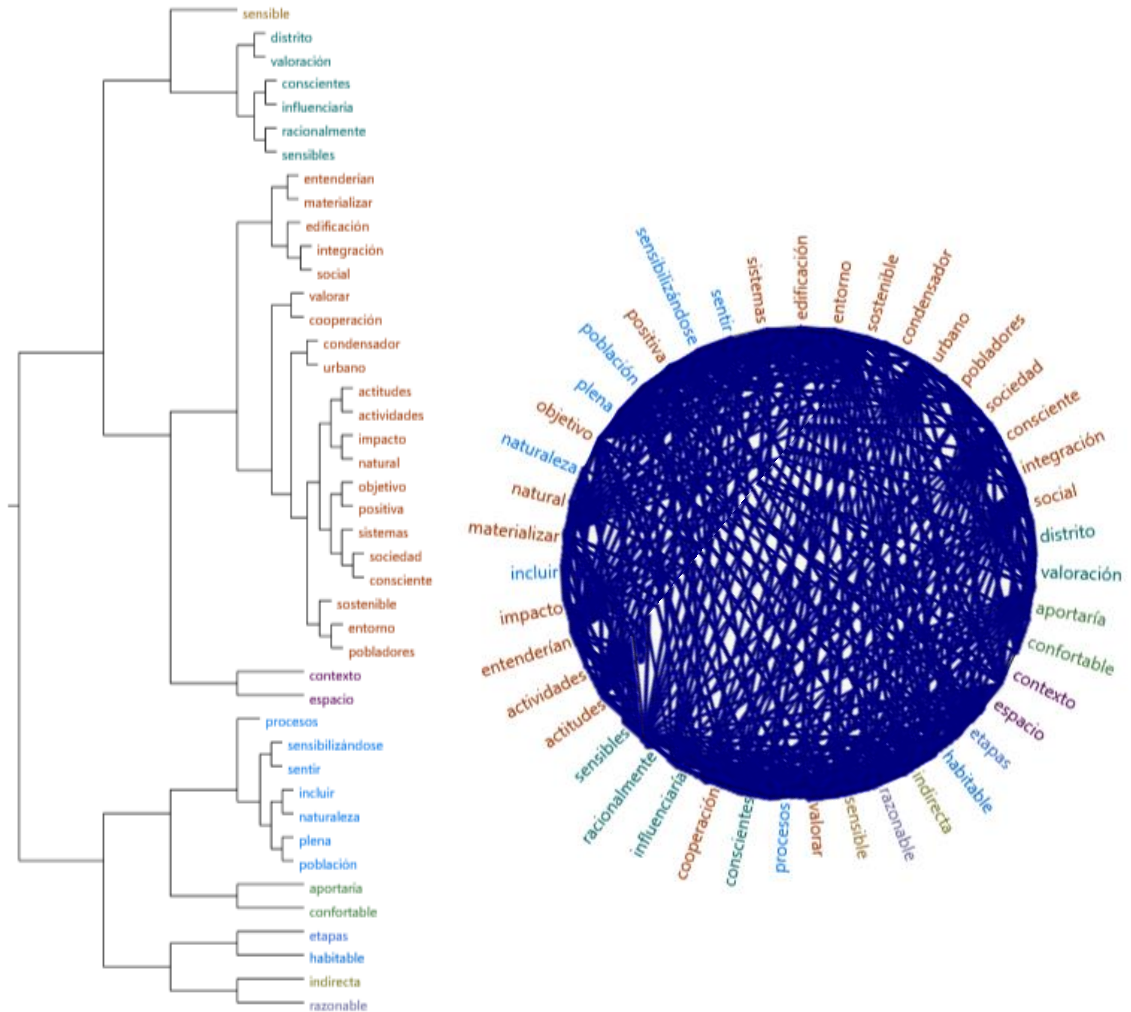 sensible
distrito
valoración
conscientes
influenciaría
racionalmente
sensibles
entenderían
materializar
edificación
integración
social
valorar
cooperación
condensador
urbano
actitudes
actividades
impacto
natural
objetivo
positiva
sistemas
sociedad
consciente
sostenible
entorno
pobladores
contexto
espacio
procesos
sensibilizándose
sentir
incluir
naturaleza
plena
población
aportaría
confortable
etapas
habitable
indirecta
razonable
edificación
entorno
sostenible
condensador
urbano
pobladores
sociedad
consciente
integración
social
distrito
valoración
aportaría
confortable
contexto
espacio
etapas
habitable
indirecta
razonable
sensible
valorar
procesos
conscientes
cooperación
influenciaría
racionalmente
sensibles
actitudes
actividades
entenderían
impacto
incluir
materializar
natural
naturaleza
objetivo
plena
población
positiva
sensibilizándose
sentir
sistemas